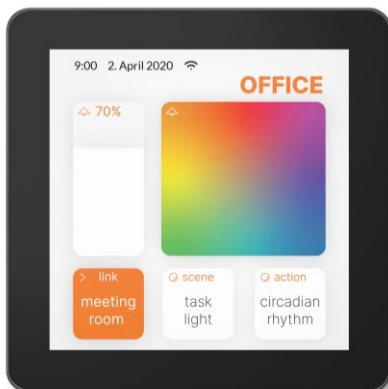 9:00 2. April 2020
OFFICE
70%
link
meeting
room
scene
task
light
action
circadian
rhythm